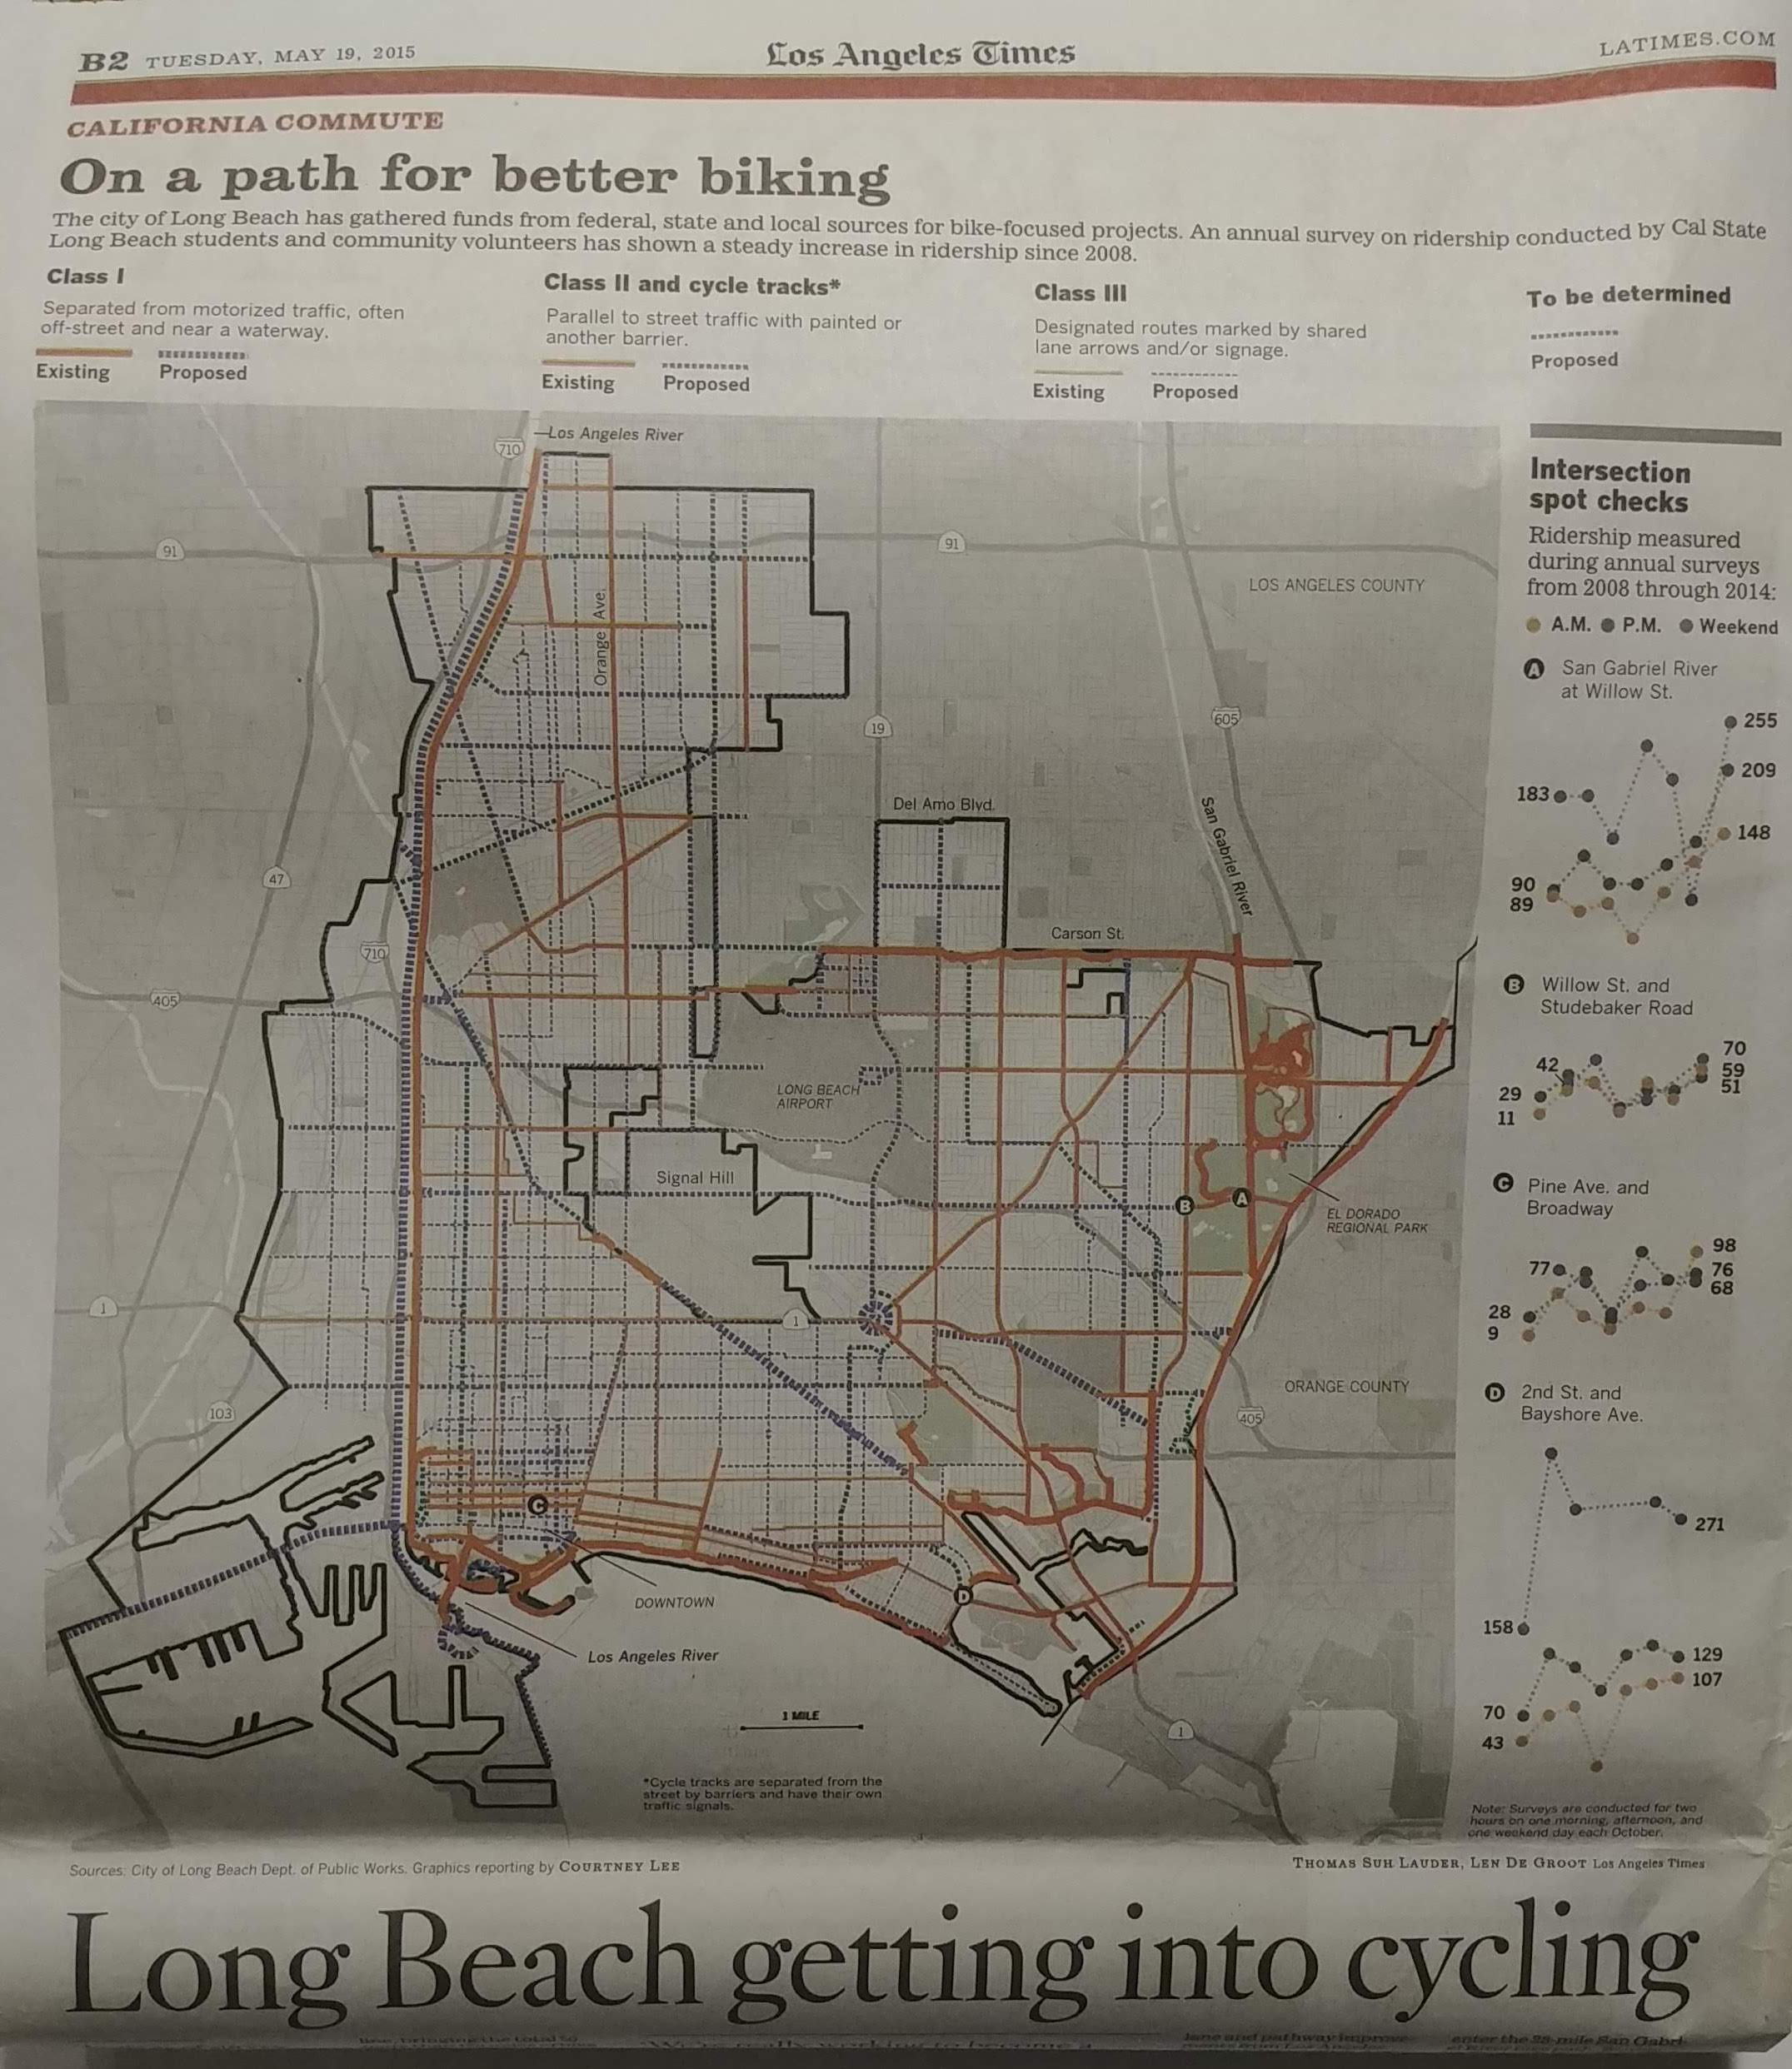 B2 TUESDAY, MAY 19, 2015
Los Angeles Times
LATIMES.COM
CALIFORNIA COMMUTE
On a path for better biking
The city of Long Beach has gathered funds from federal, state and local sources for bike-focused projects. An annual survey on ridership conducted by Cal State
Long Beach students and community volunteers has shown a steady increase in ridership since 2008.
Class I
Separated from motorized traffic, often
off-street and near a waterway.
Existing Proposed
Class II and cycle tracks*
Parallel to street traffic with painted or
another barrier.
Existing Proposed
Class III
Designated routes marked by shared
lane arrows and/or signage.
Existing Proposed
To be determined
Proposed
710
Los Angeles River
91
91
LOS ANGELES COUNTY
Orange Ave.
19
605
Del Amo Blvd.
San Gabriel River
47
Carson St.
710
405
LONG BEACH
AIRPORT
Signal Hill
B
A
EL DORADO
REGIONAL PARK
1
1
ORANGE COUNTY
103
405
C
D
DOWNTOWN
Los Angeles River
1 MILE
1
*Cycle tracks are separated from the
street by barriers and have their own
traffic signals.
Intersection
spot checks
Ridership measured
during annual surveys
from 2008 through 2014:
A.M. P.M. Weekend
A San Gabriel River
at Willow St.
255
209
183
148
90
89
B Willow St. and
Studebaker Road
70
42
59
51
29
11
C Pine Ave. and
Broadway
98
77
76
68
28
9
D 2nd St. and
Bayshore Ave.
271
158
129
107
70
43
Note: Surveys are conducted for two
hours on one morning, afternoon, and
one weekend day each October.
Sources: City of Long Beach Dept. of Public Works. Graphics reporting by COURTNEY LEE
THOMAS SUH LAUDER, LEN DE GROOT Los Angeles Times
Long Beach getting into cycling
lane and pathway improve-
enter the 28-mile San Gabri-